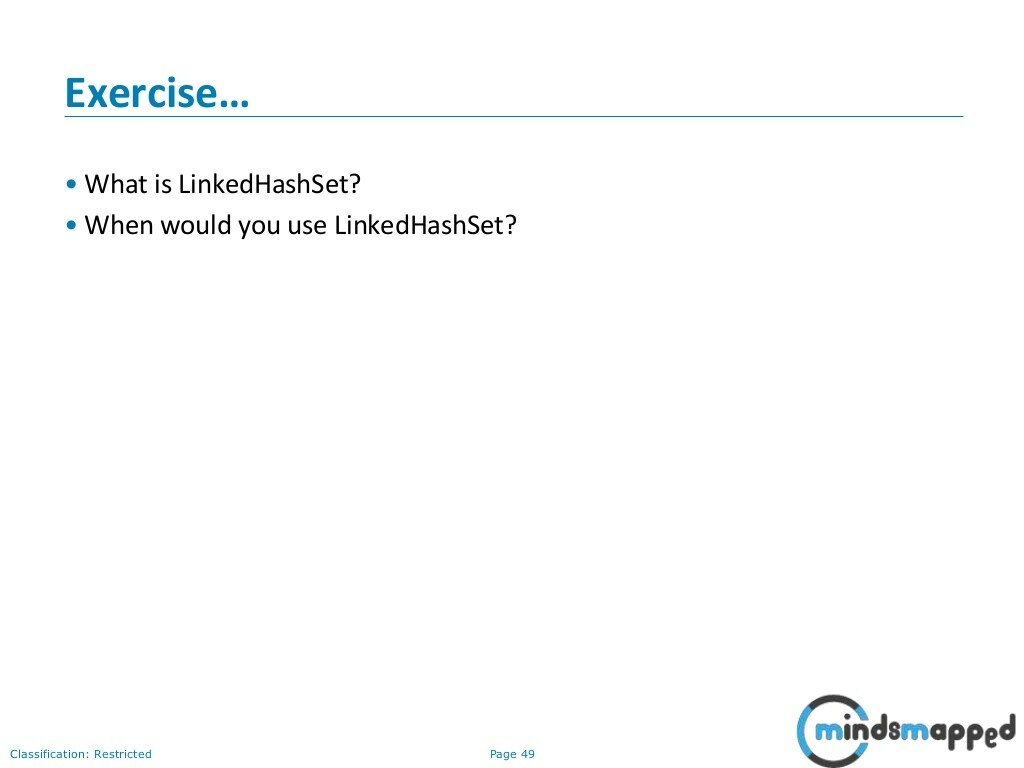 Exercise…
• What is LinkedHashSet?
• When would you use LinkedHashSet?
Classification: Restricted
Page 49
mindsmapped